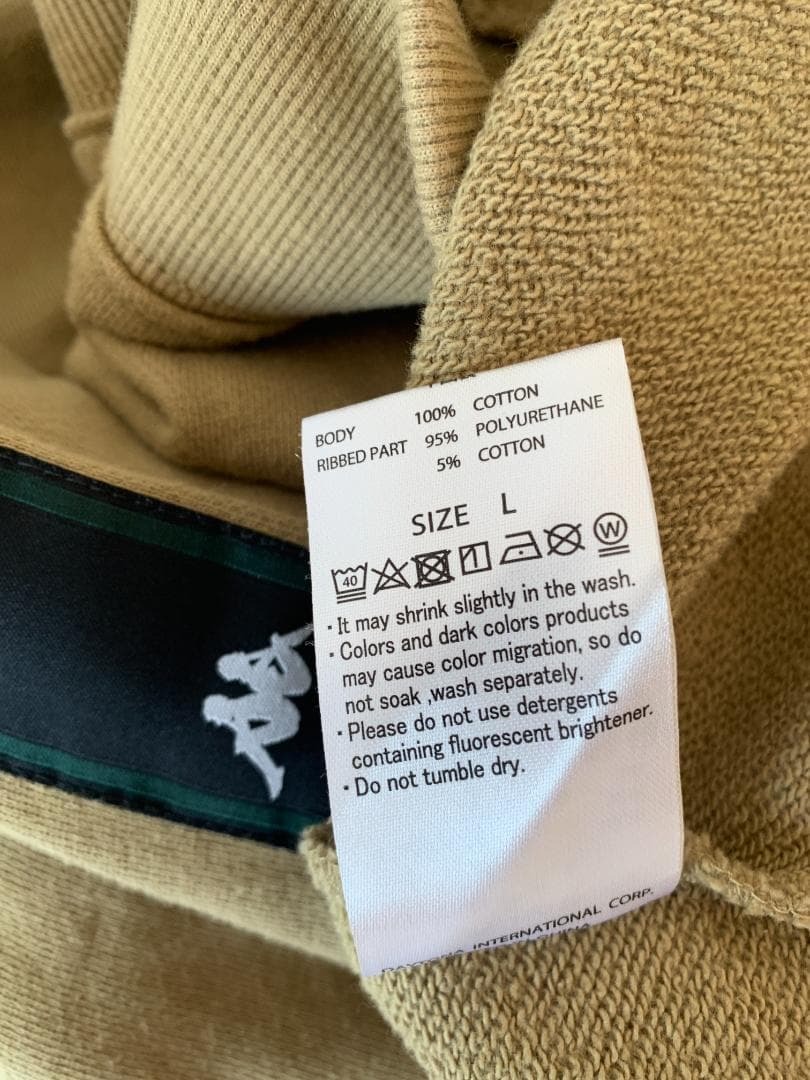 BODY 100% COTTON
RIBBED PART 95% POLYURETHANE
5% COTTON
SIZE L
40 W
· It may shrink slightly in the wash.
· Colors and dark colors products
may cause color migration, so do
not soak ,wash separately.
· Please do not use detergents
containing fluorescent brightener.
· Do not tumble dry.
INTERNATIONAL CORP.